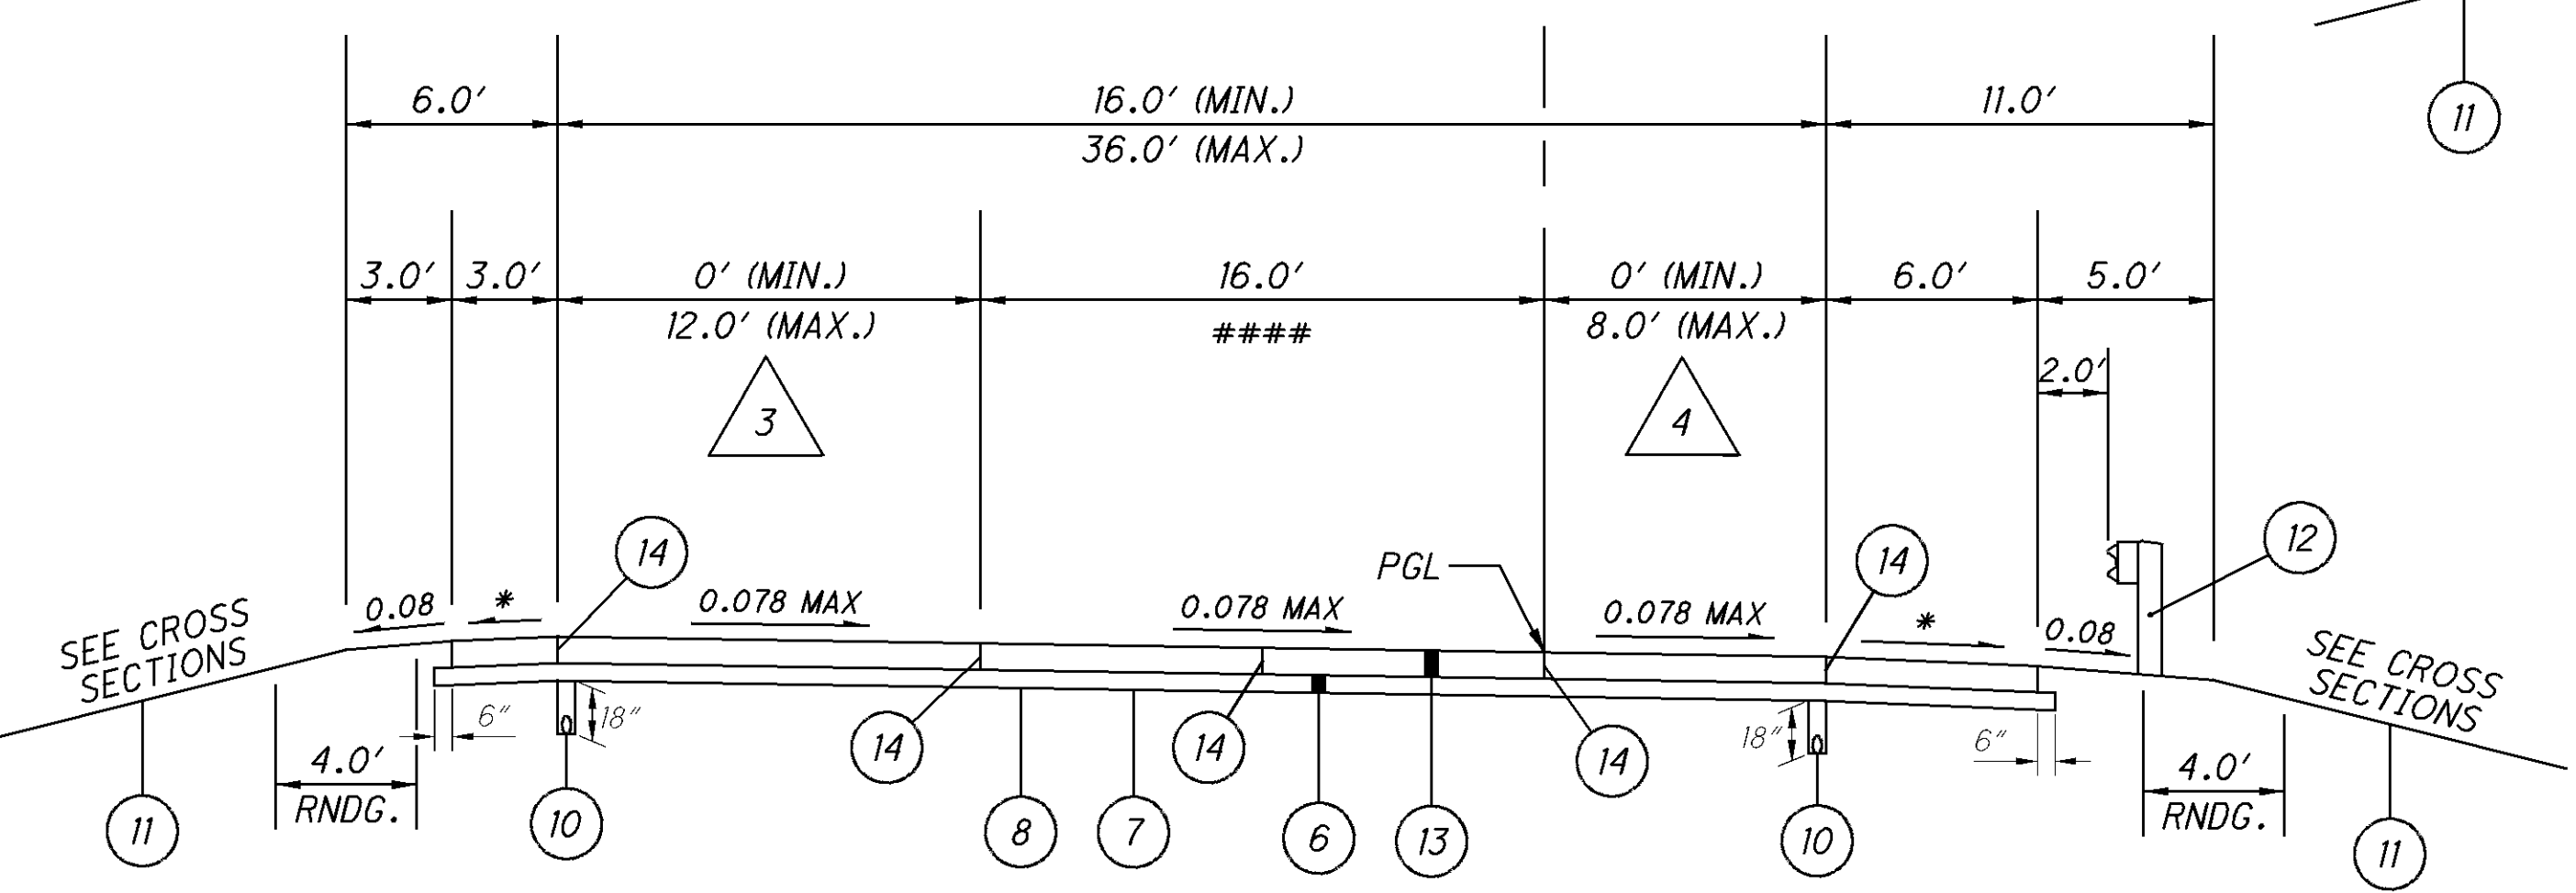 6.0′
16.0′ (MIN.)
36.0′ (MAX.)
11.0′
11
3.0′
3.0′
0′ (MIN.)
12.0′ (MAX.)
16.0′
####
0′ (MIN.)
8.0′ (MAX.)
6.0′
5.0′
2.0′
3
4
14
PGL
14
12
SEE CROSS
SECTIONS
0.08
*
0.078 MAX
0.078 MAX
0.078 MAX
*
0.08
SEE CROSS
SECTIONS
6″
18″
18″
6″
4.0′
RNDG.
14
14
14
4.0′
RNDG.
11
10
8
7
6
13
10
11